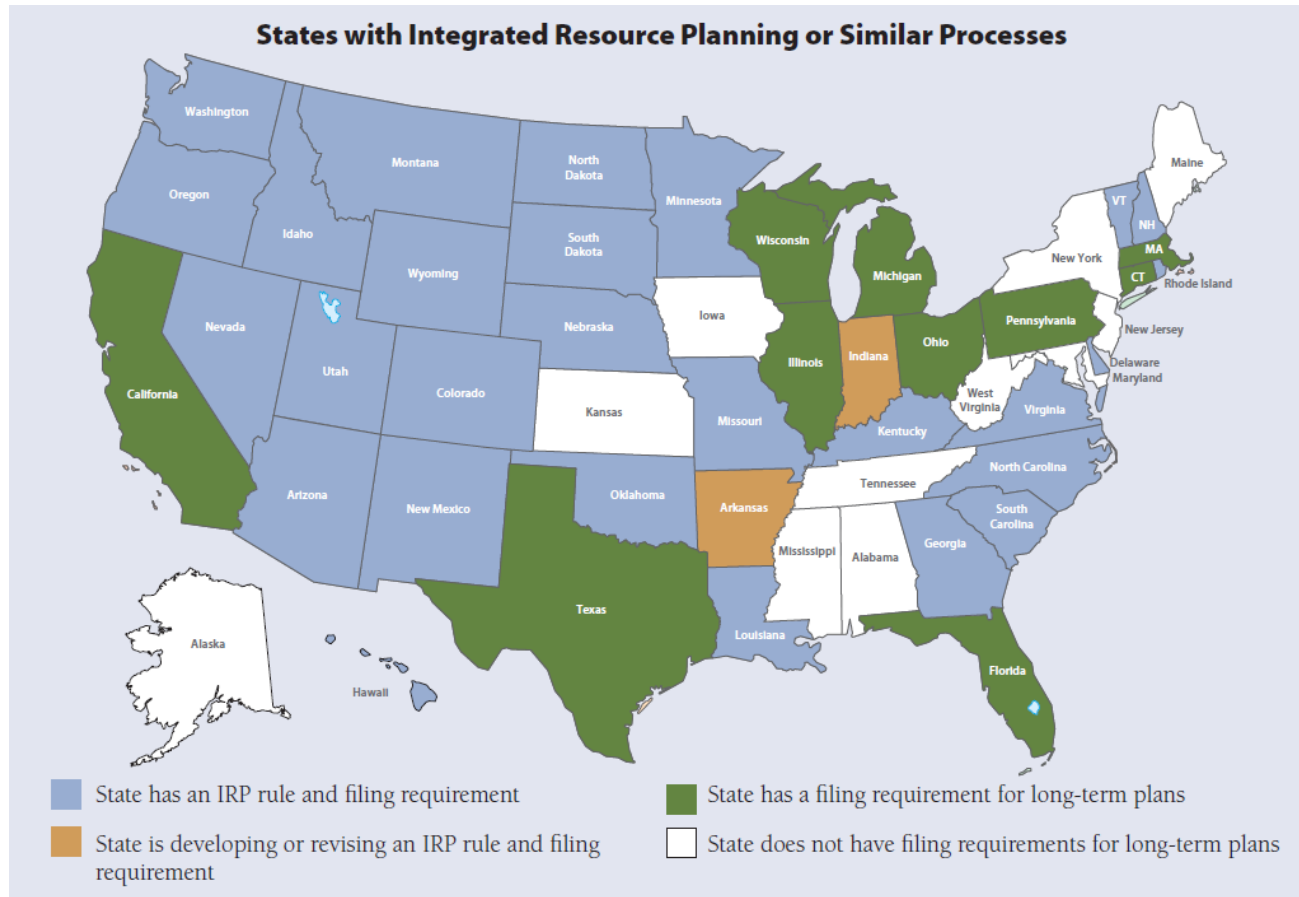 States with Integrated Resource Planning or Similar Processes
Washington
Oregon
Idaho
Montana
North
Dakota
Minnesota
South
Dakota
Wyoming
Nebraska
Nevada
Utah
Colorado
California
Arizona
New Mexico
Kansas
Oklahoma
Texas
Iowa
Missouri
Arkansas
Louisiana
Wisconsin
Illinois
Michigan
Indiana
Ohio
Kentucky
Tennessee
Mississippi
Alabama
Georgia
Florida
South
Carolina
North Carolina
Virginia
West
Virginia
Pennsylvania
New York
VT
NH
Maine
MA
CT
Rhode Island
New Jersey
Delaware
Maryland
Alaska
Hawaii
State has an IRP rule and filing requirement
State is developing or revising an IRP rule and filing
requirement
State has a filing requirement for long-term plans
State does not have filing requirements for long-term plans